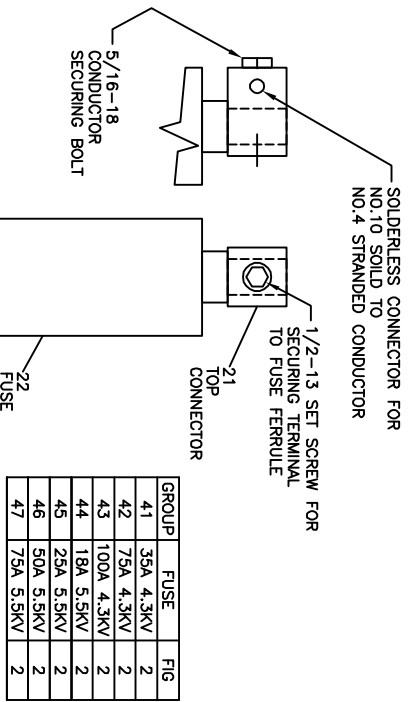 SOLDERLESS CONNECTOR FOR
NO.10 SOILD TO
NO.4 STRANDED CONDUCTOR
5/16-18
CONDUCTOR
SECURING BOLT
1/2-13 SET SCREW FOR
SECURING TERMINAL
TO FUSE FERRULE
21
TOP
CONNECTOR
22
FUSE
GROUP FUSE FIG
41 35A 4.3KV 2
42 75A 4.3KV 2
43 100A 4.3KV 2
44 18A 5.5KV 2
45 25A 5.5KV 2
46 50A 5.5KV 2
47 75A 5.5KV 2